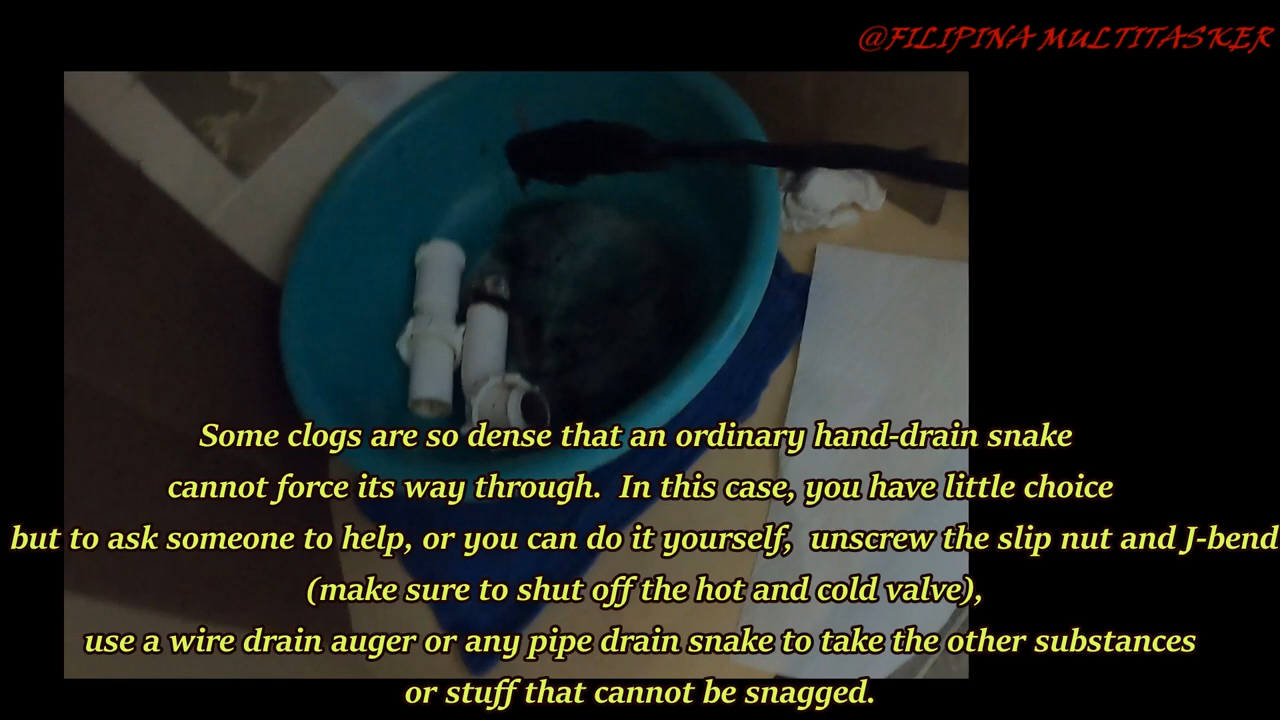 @FILIPINA MULTITASKER
Some clogs are so dense that an ordinary hand-drain snake
cannot force its way through.  In this case, you have little choice
but to ask someone to help, or you can do it yourself,  unscrew the slip nut and J-bend
(make sure to shut off the hot and cold valve),
use a wire drain auger or any pipe drain snake to take the other substances
or stuff that cannot be snagged.